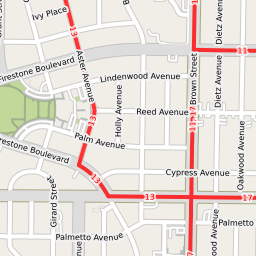 Ivy Place
13
Dietz Avenue
Aster Avenue
Brown Street
11
Firestone Boulevard
Lindenwood Avenue
Holly Avenue
Reed Avenue
13
11;17
Dietz Avenue
Palm Avenue
Firestone Boulevard
Oakwood Avenue
Cypress Avenue
Girard Street
13
17
Palmetto Avenue
Palmetto
13
17